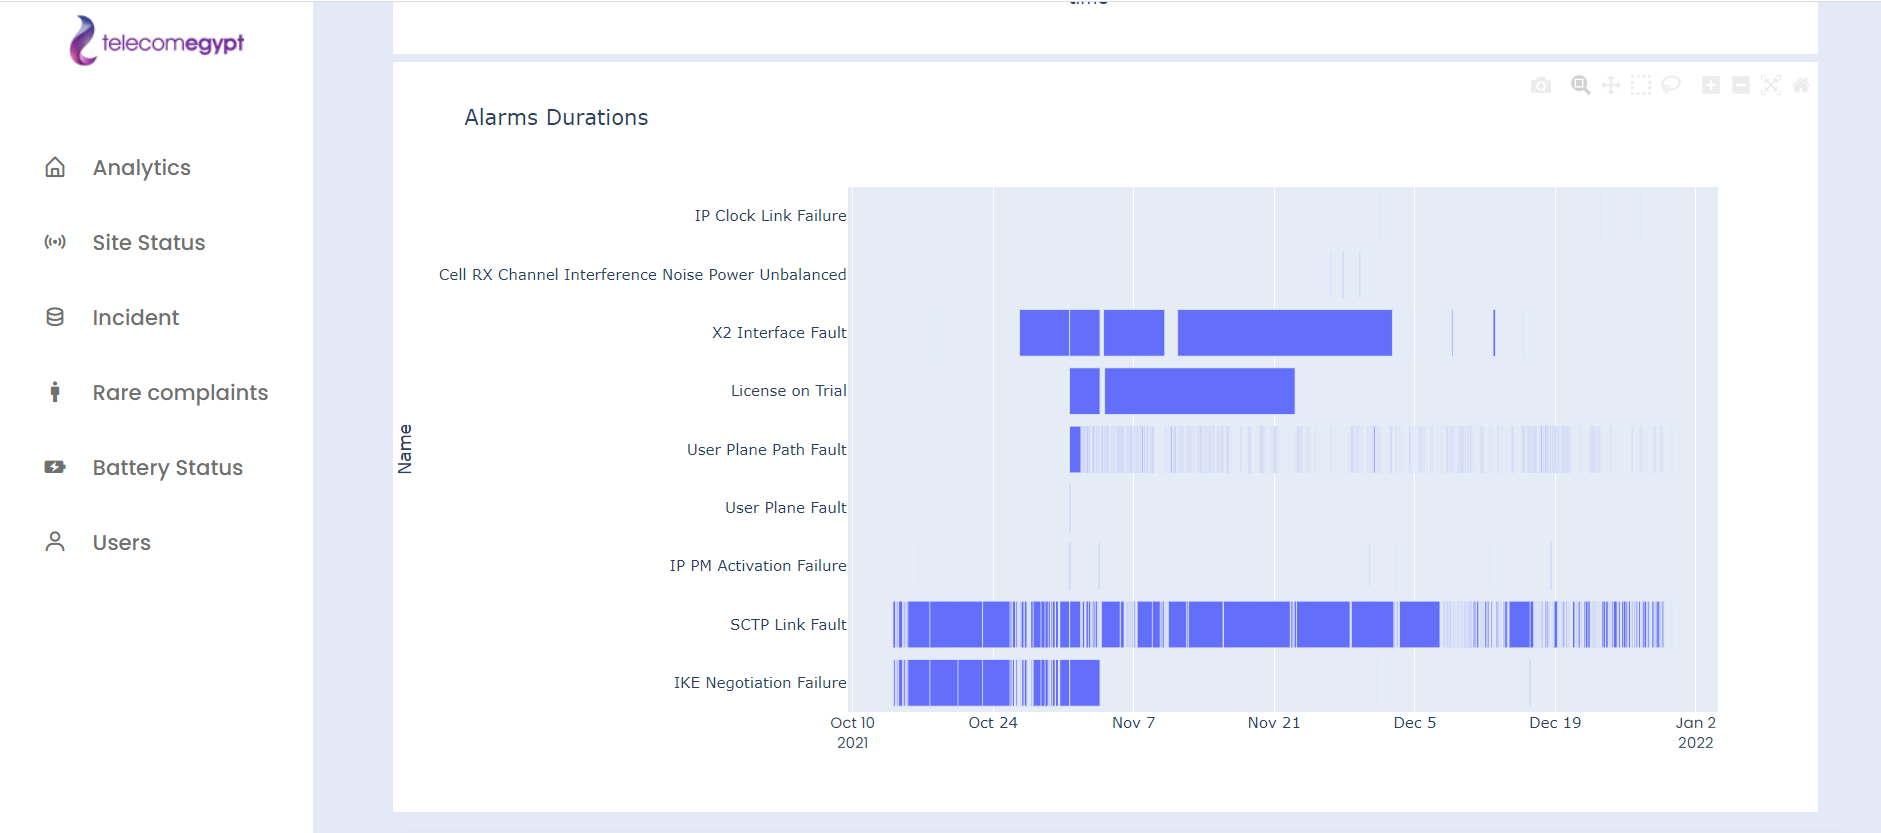 telecomegypt
Analytics
Site Status
Incident
Rare complaints
Battery Status
Users
Alarms Durations
Name
IP Clock Link Failure
Cell RX Channel Interference Noise Power Unbalanced
X2 Interface Fault
License on Trial
User Plane Path Fault
User Plane Fault
IP PM Activation Failure
SCTP Link Fault
IKE Negotiation Failure
Oct 10 Oct 24 Nov 7 Nov 21 Dec 5 Dec 19 Jan 2
2021 2022